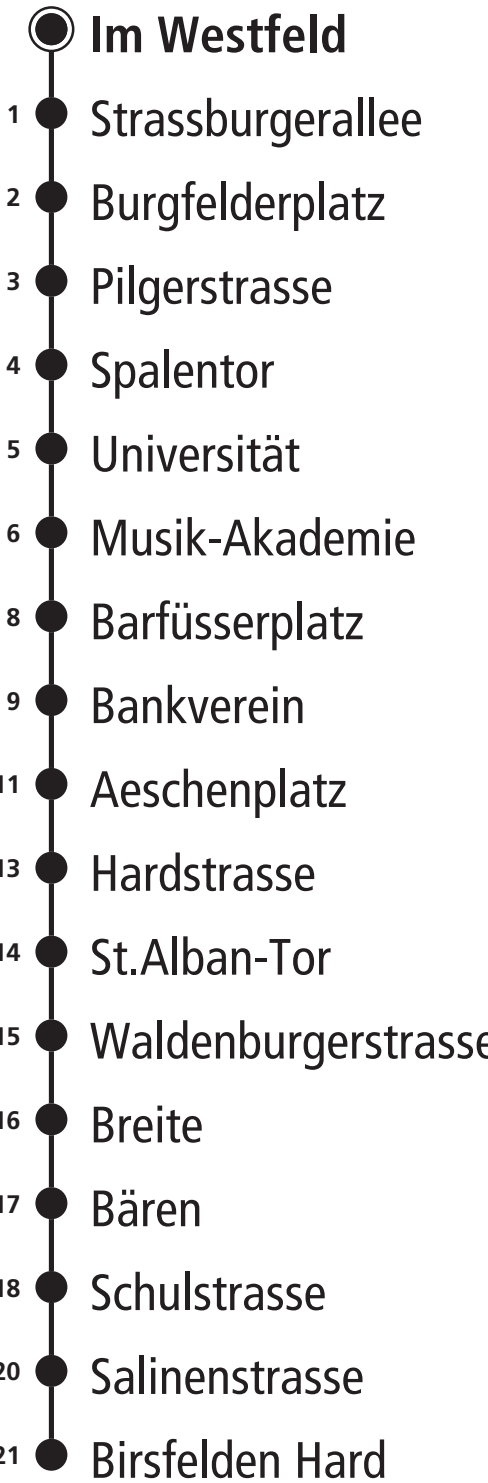 Im Westfeld
1 Strassburgerallee
2 Burgfelderplatz
3 Pilgerstrasse
4 Spalentor
5 Universität
6 Musik-Akademie
8 Barfüsserplatz
9 Bankverein
11 Aeschenplatz
13 Hardstrasse
14 St.Alban-Tor
15 Waldenburgerstrasse
16 Breite
17 Bären
18 Schulstrasse
20 Salinenstrasse
21 Birsfelden Hard